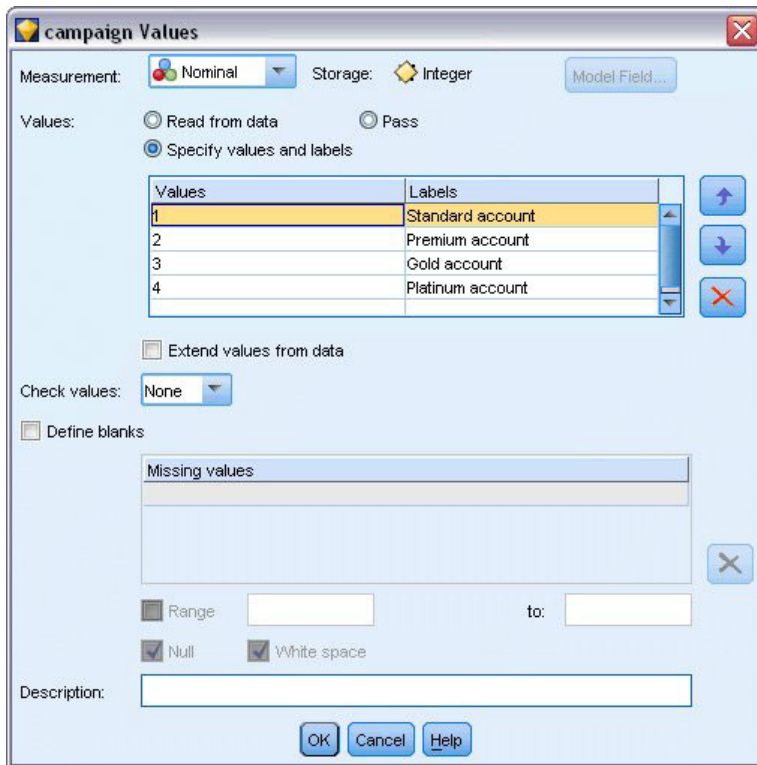 campaign Values
Measurement: Nominal Storage: Integer Model Field...
Values: Read from data Pass
Specify values and labels
Values Labels
1 Standard account
2 Premium account
3 Gold account
4 Platinum account
Extend values from data
Check values: None
Define blanks
Missing values
Range to:
Null White space
Description:
OK Cancel Help